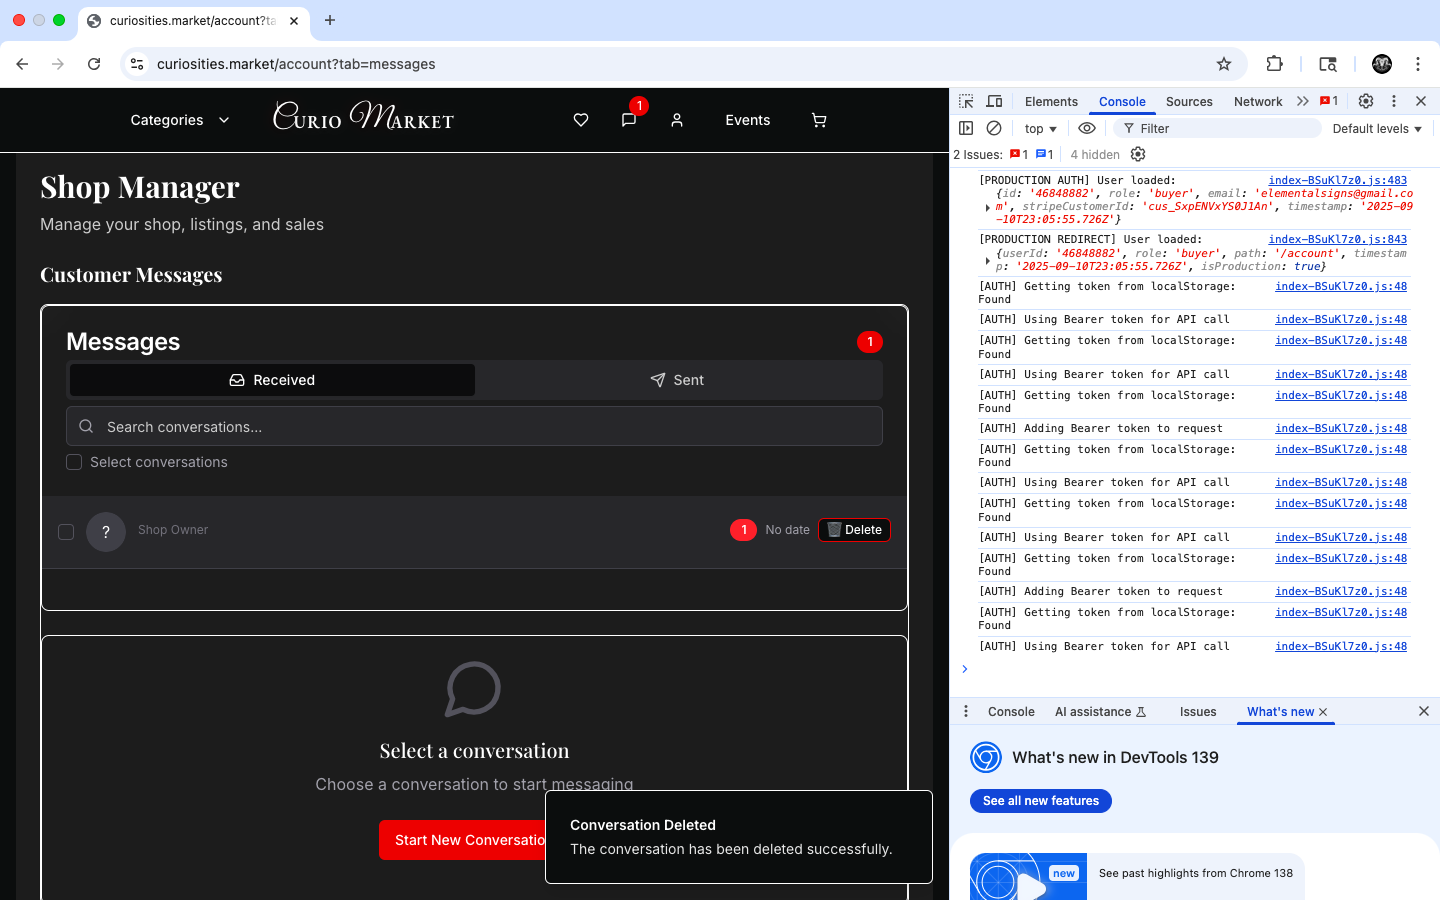 curiosities.market/account?ta
curiosities.market/account?tab=messages
Categories
Curio Market
1
Events
Shop Manager
Manage your shop, listings, and sales
Customer Messages
Messages
1
Received
Sent
Search conversations...
Select conversations
?
Shop Owner
1
No date
Delete
Select a conversation
Choose a conversation to start messaging
Start New Conversatio
Conversation Deleted
The conversation has been deleted successfully.
Elements
Console
Sources
Network
1
top
Filter
Default levels
2 Issues:
1
1
4 hidden
[PRODUCTION AUTH] User loaded: index-BSuKl7z0.js:483
{id: '46848882', role: 'buyer', email: 'elementalsigns@gmail.co
m', stripeCustomerId: 'cus_SxpENVxYS0J1An', timestamp: '2025-09
-10T23:05:55.726Z'}
[PRODUCTION REDIRECT] User loaded: index-BSuKl7z0.js:843
{userId: '46848882', role: 'buyer', path: '/account', timestam
p: '2025-09-10T23:05:55.726Z', isProduction: true}
[AUTH] Getting token from localStorage: index-BSuKl7z0.js:48
Found
[AUTH] Using Bearer token for API call index-BSuKl7z0.js:48
[AUTH] Getting token from localStorage: index-BSuKl7z0.js:48
Found
[AUTH] Using Bearer token for API call index-BSuKl7z0.js:48
[AUTH] Getting token from localStorage: index-BSuKl7z0.js:48
Found
[AUTH] Adding Bearer token to request index-BSuKl7z0.js:48
[AUTH] Getting token from localStorage: index-BSuKl7z0.js:48
Found
[AUTH] Using Bearer token for API call index-BSuKl7z0.js:48
[AUTH] Getting token from localStorage: index-BSuKl7z0.js:48
Found
[AUTH] Using Bearer token for API call index-BSuKl7z0.js:48
[AUTH] Getting token from localStorage: index-BSuKl7z0.js:48
Found
[AUTH] Adding Bearer token to request index-BSuKl7z0.js:48
[AUTH] Getting token from localStorage: index-BSuKl7z0.js:48
Found
[AUTH] Using Bearer token for API call index-BSuKl7z0.js:48
Console
AI assistance
Issues
What's new
What's new in DevTools 139
See all new features
new
See past highlights from Chrome 138